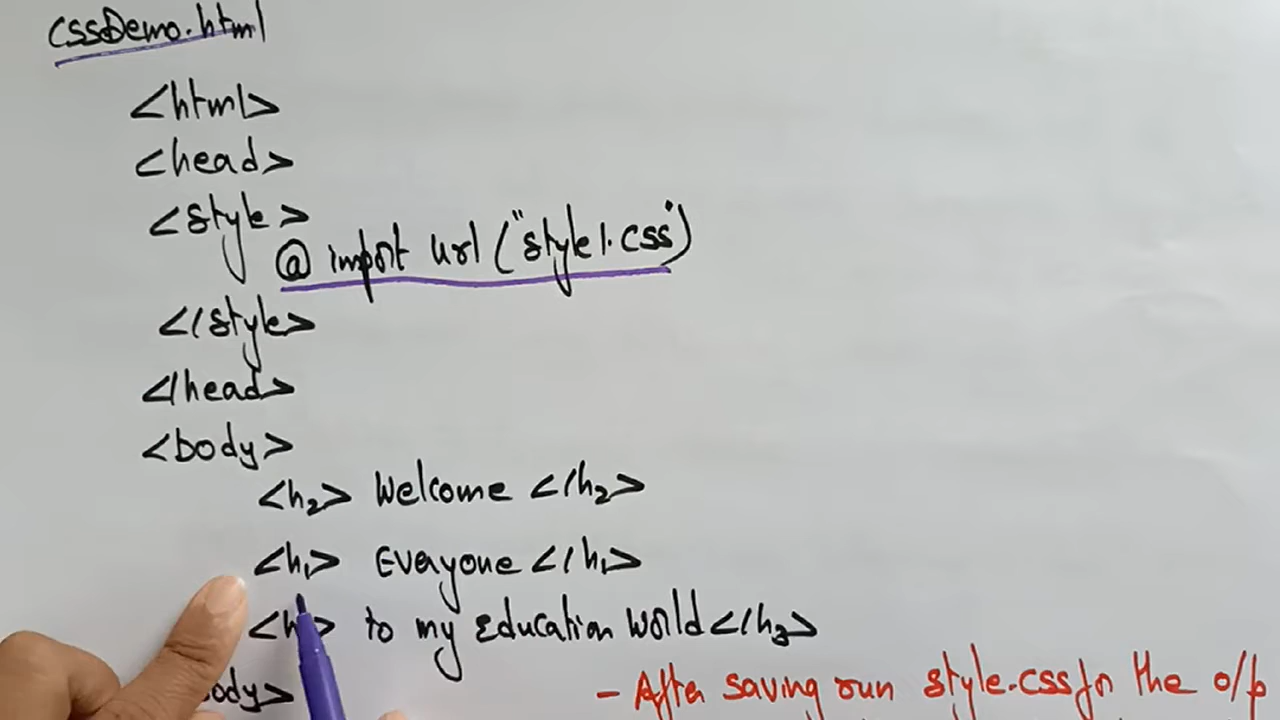 cssDemo.html
<html>
<head>
<style>
@ import url ("style1.css")
</style>
</head>
<body>
<h2> Welcome </h2>
<h1> Everyone </h1>
to my Education World </h3>
body>
- After saving run style.css for the o/p